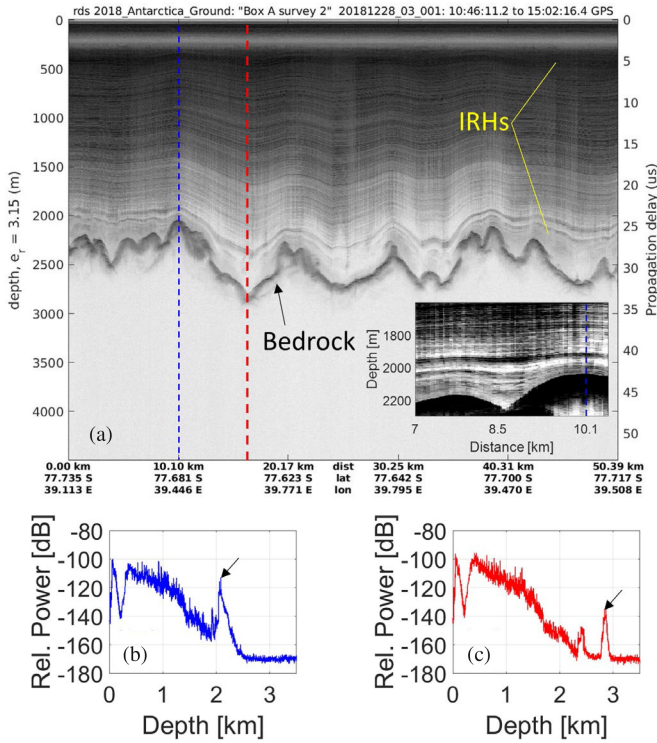 rds 2018_Antarctica_Ground: "Box A survey 2" 20181228_03_001: 10:46:11.2 to 15:02:16.4 GPS
0
500
1000
1500
2000
2500
3000
3500
4000
depth, e_r = 3.15 (m)
0
5
10
15
20
25
30
35
40
45
50
Propagation delay (us)
IRHs
Bedrock
(a)
1800
2000
2200
Depth [m]
7 8.5 10.1
Distance [km]
0.00 km 10.10 km 20.17 km dist 30.25 km 40.31 km 50.39 km
77.735 S 77.681 S 77.623 S lat 77.642 S 77.700 S 77.717 S
39.113 E 39.446 E 39.771 E lon 39.795 E 39.470 E 39.508 E
-80
-100
-120
-140
-160
-180
Rel. Power [dB]
(b)
0 1 2 3
Depth [km]
-80
-100
-120
-140
-160
-180
Rel. Power [dB]
(c)
0 1 2 3
Depth [km]